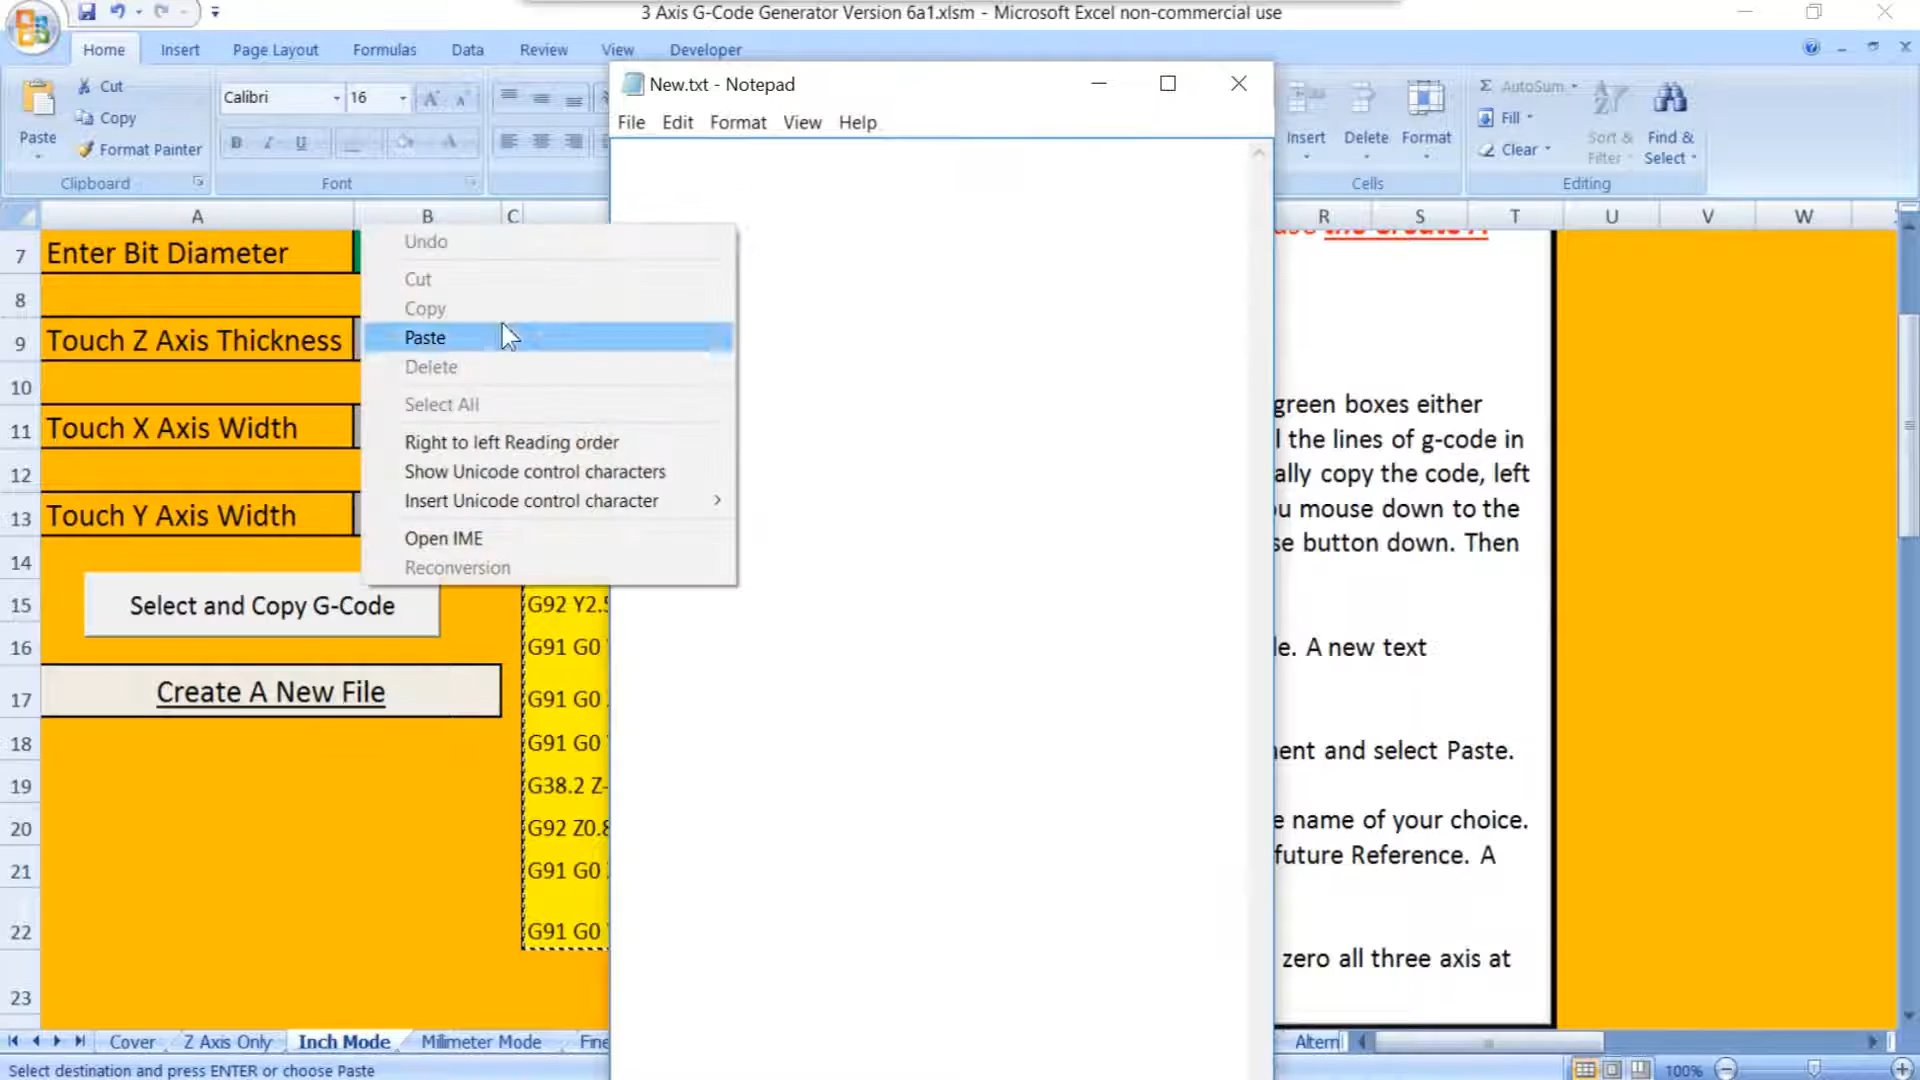 3 Axis G-Code Generator Version 6a1.xlsm - Microsoft Excel non-commercial use
Home Insert Page Layout Formulas Data Review View Developer
Paste
Cut
Copy
Format Painter
Clipboard
Calibri 16
B I U
Font
New.txt - Notepad
File Edit Format View Help
Insert Delete Format
Cells
AutoSum
Fill
Clear
Sort & Filter
Find & Select
Editing
A B C R S T U V W
7 Enter Bit Diameter
8
9 Touch Z Axis Thickness
10
11 Touch X Axis Width
12
13 Touch Y Axis Width
14
15 Select and Copy G-Code
16
17 Create A New File
18
19
20
21
22
23
Undo
Cut
Copy
Paste
Delete
Select All
Right to left Reading order
Show Unicode control characters
Insert Unicode control character
Open IME
Reconversion
G92 Y2.5
G91 G0
G91 G0
G91 G0
G38.2 Z-
G92 Z0.8
G91 G0
G91 G0
the Create A
green boxes either
l the lines of g-code in
ally copy the code, left
u mouse down to the
se button down. Then
le. A new text
ent and select Paste.
e name of your choice.
future Reference. A
zero all three axis at
Cover Z Axis Only Inch Mode Millimeter Mode Fine Altern
Select destination and press ENTER or choose Paste 100%